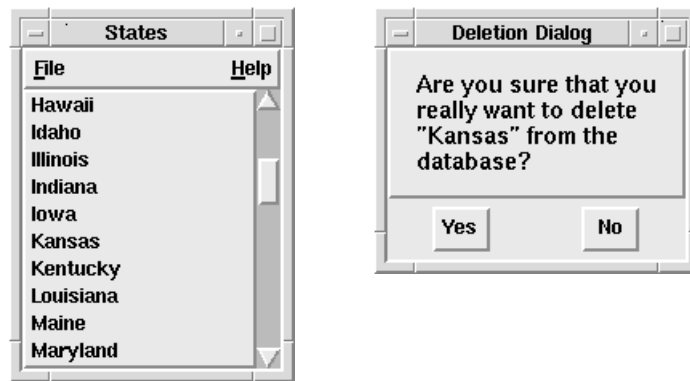 States
File Help
Hawaii
Idaho
Illinois
Indiana
Iowa
Kansas
Kentucky
Louisiana
Maine
Maryland
Deletion Dialog
Are you sure that you
really want to delete
"Kansas" from the
database?
Yes No